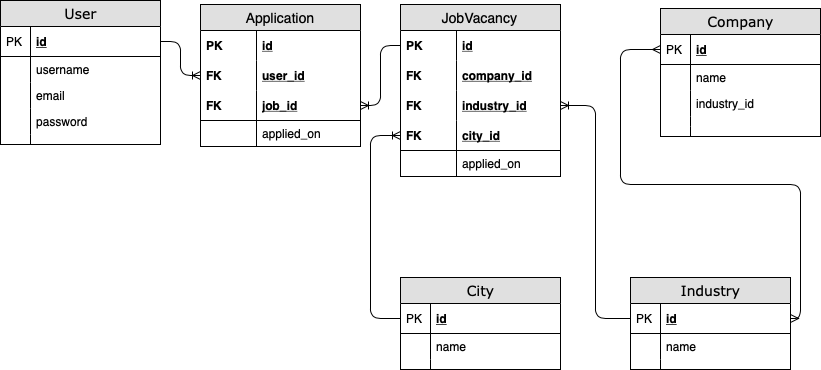 User
PK id
username
email
password
Application
PK id
FK user_id
FK job_id
applied_on
JobVacancy
PK id
FK company_id
FK industry_id
FK city_id
applied_on
Company
PK id
name
industry_id
City
PK id
name
Industry
PK id
name